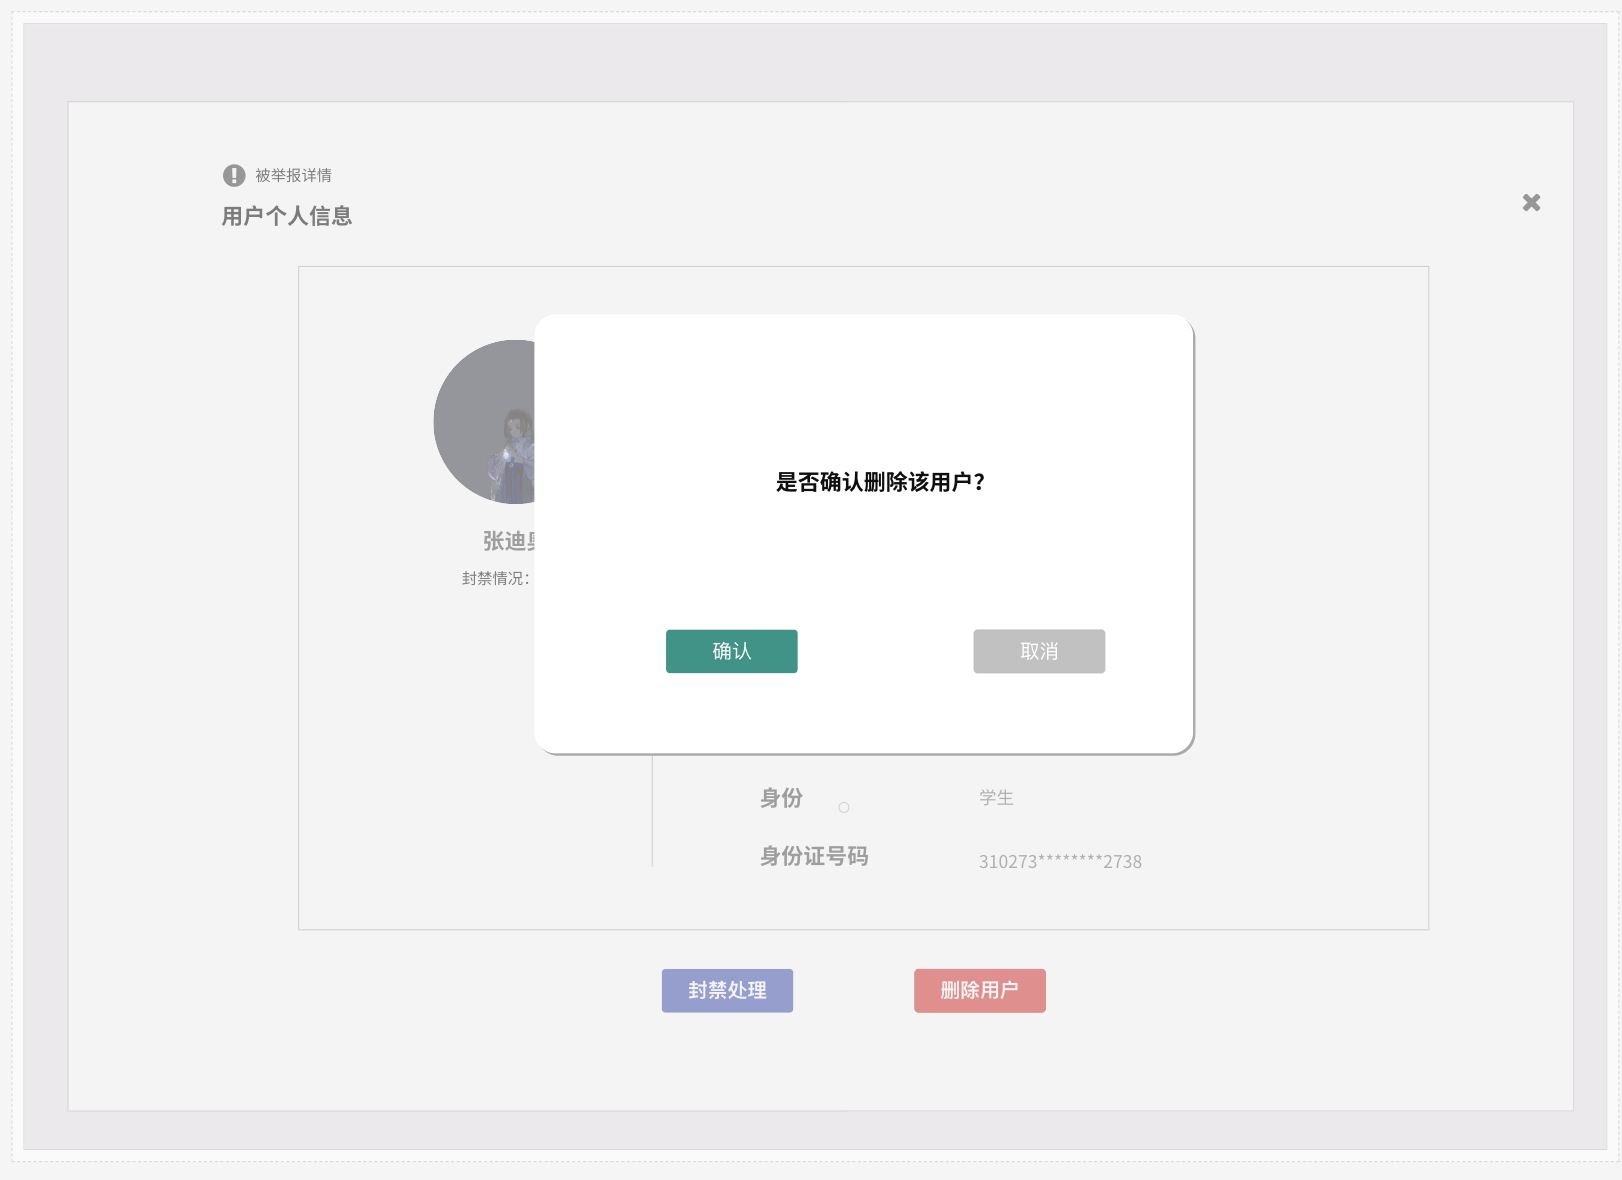 被举报详情
用户个人信息
是否确认删除该用户？
张迪
封禁情况：
确认
取消
身份
学生
身份证号码
310273********2738
封禁处理
删除用户